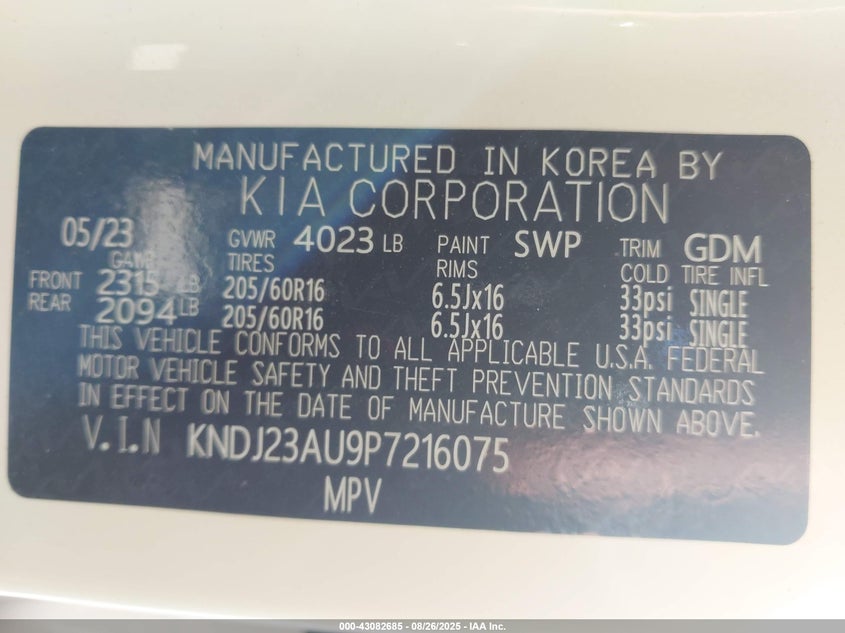 MANUFACTURED IN KOREA BY
KIA CORPORATION
05/23 GVWR 4023 LB PAINT SWP TRIM GDM
GAWR TIRES RIMS COLD TIRE INFL
FRONT 2315 LB 205/60R16 6.5Jx16 33psi SINGLE
REAR 2094 LB 205/60R16 6.5Jx16 33psi SINGLE
THIS VEHICLE CONFORMS TO ALL APPLICABLE U.S.A. FEDERAL
MOTOR VEHICLE SAFETY AND THEFT PREVENTION STANDARDS
IN EFFECT ON THE DATE OF MANUFACTURE SHOWN ABOVE.
V.I.N KNDJ23AU9P7216075
MPV
000-43082685 - 08/26/2025 - IAA Inc.